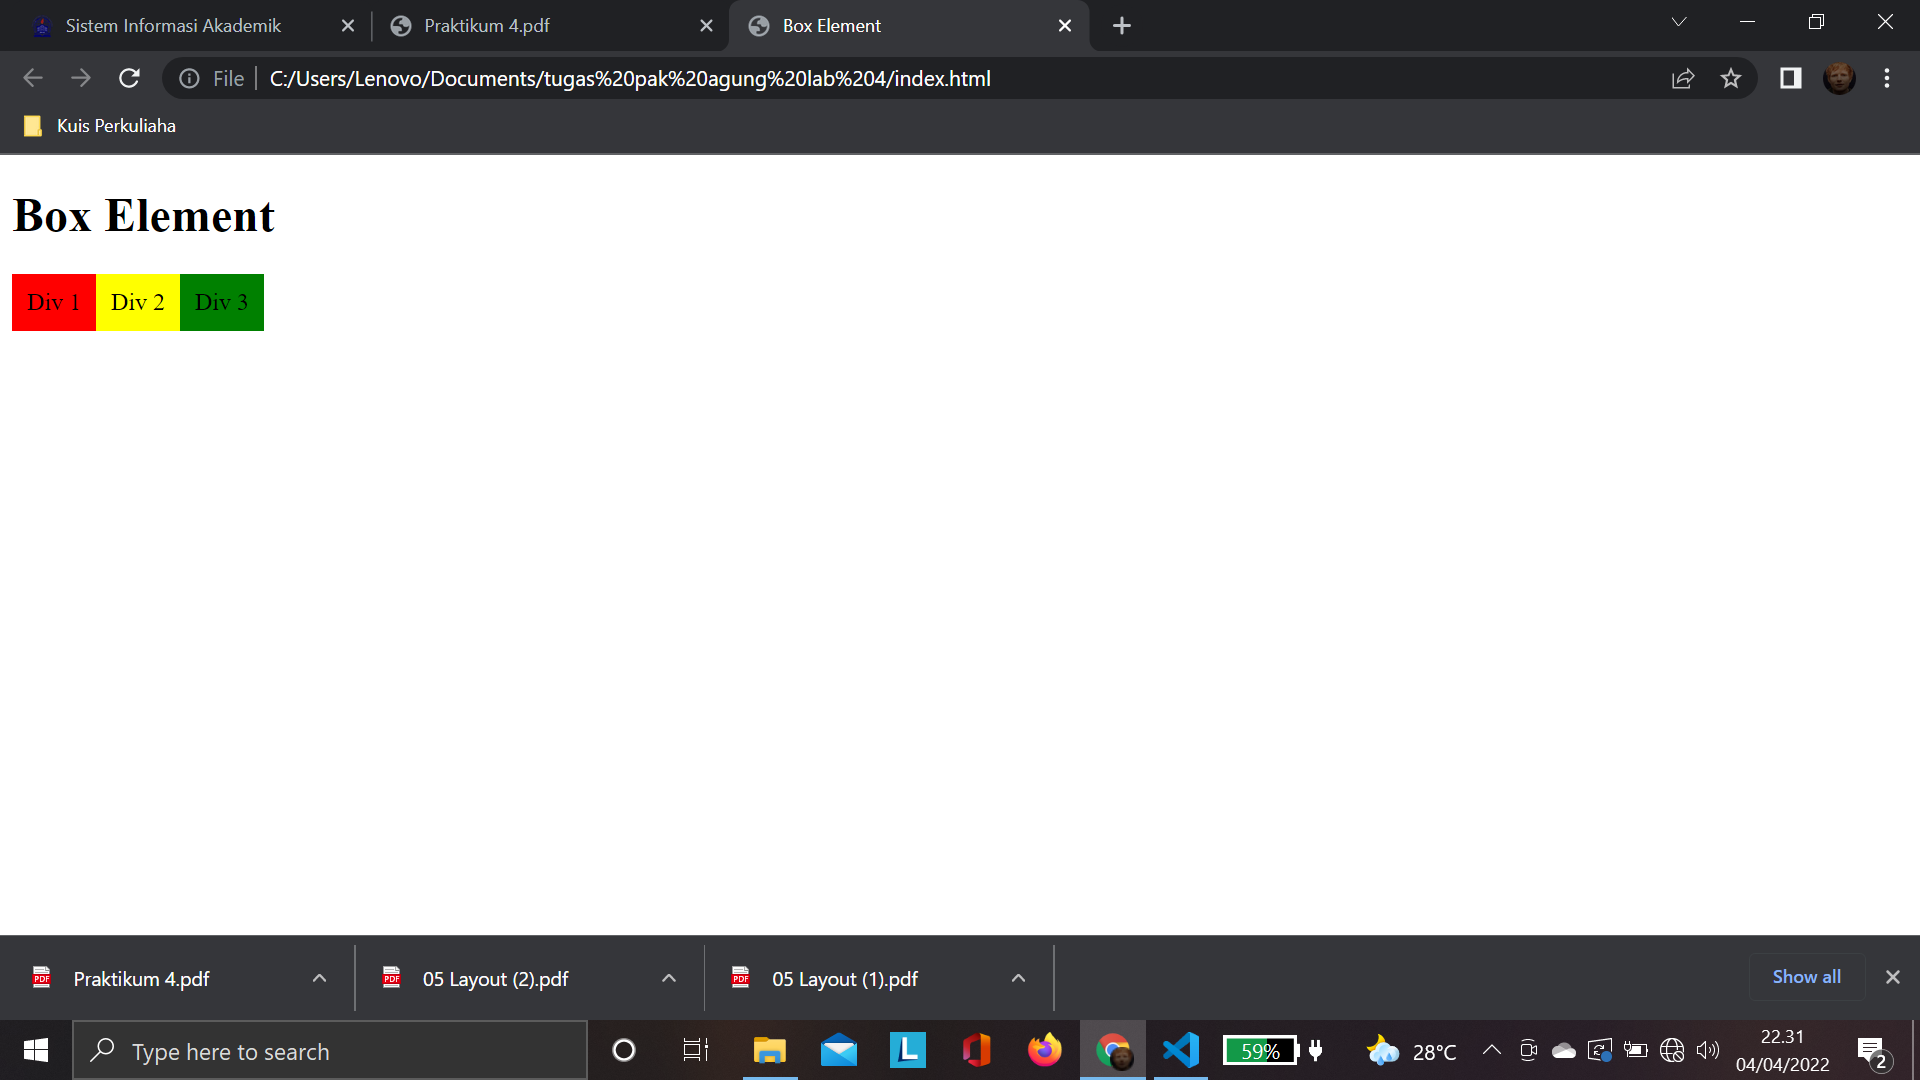 Sistem Informasi Akademik
Praktikum 4.pdf
Box Element
File
C:/Users/Lenovo/Documents/tugas%20pak%20agung%20lab%204/index.html
Kuis Perkuliaha
Box Element
Div 1 Div 2 Div 3
Praktikum 4.pdf
05 Layout (2).pdf
05 Layout (1).pdf
Show all
Type here to search
59%
28°C
22.31
04/04/2022
2